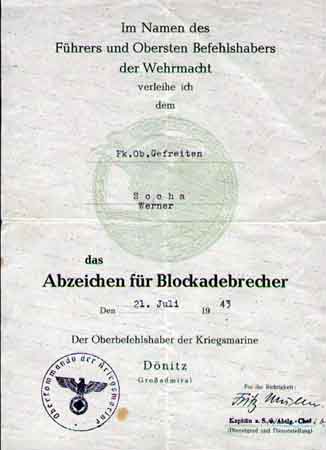 Im Namen des
Führers und Obersten Befehlshabers
der Wehrmacht
verleihe ich
dem
Fk.Ob.Gefreiten
Socha
Werner
das
Abzeichen für Blockadebrecher
Den 21. Juli 1943
Der Oberbefehlshaber der Kriegsmarine
Dönitz
Großadmiral
Oberkommando der Kriegsmarine
Für die Richtigkeit:
Kapitän z. S.
(Dienstgrad und Dienststellung)